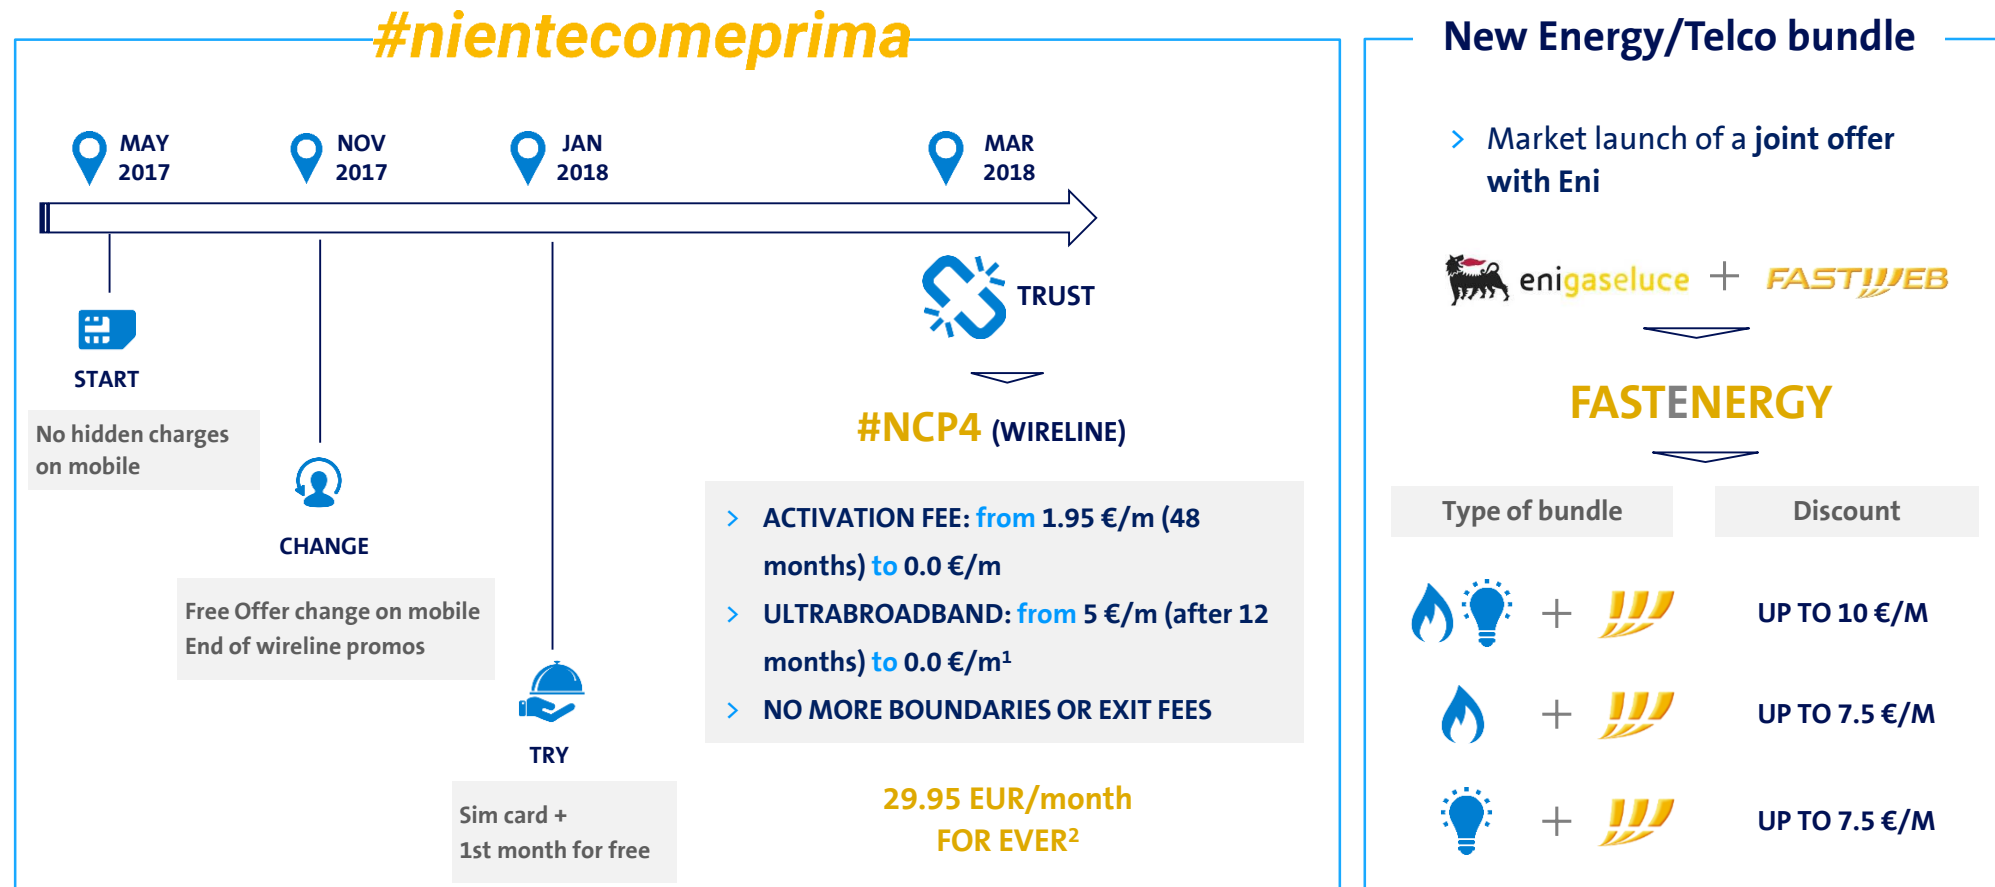 #nientecomeprima
MAY
2017
NOV
2017
JAN
2018
MAR
2018
START
No hidden charges
on mobile
CHANGE
Free Offer change on mobile
End of wireline promos
TRY
Sim card +
1st month for free
TRUST
#NCP4 (WIRELINE)
> ACTIVATION FEE: from 1.95 €/m (48
months) to 0.0 €/m
> ULTRABROADBAND: from 5 €/m (after 12
months) to 0.0 €/m¹
> NO MORE BOUNDARIES OR EXIT FEES
29.95 EUR/month
FOR EVER²
New Energy/Telco bundle
> Market launch of a joint offer
with Eni
enigaseluce + FASTWEB
FASTENERGY
Type of bundle Discount
+ UP TO 10 €/M
+ UP TO 7.5 €/M
+ UP TO 7.5 €/M